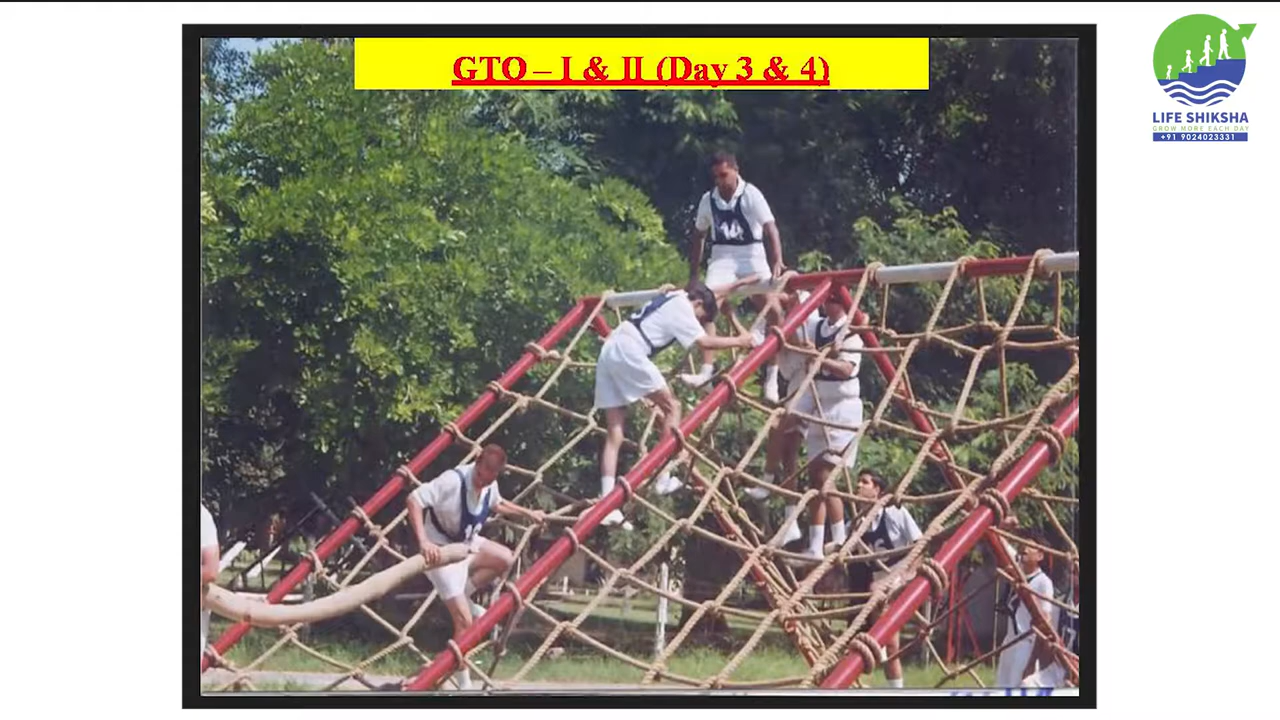 GTO – I & II (Day 3 & 4)
LIFE SHIKSHA
GROW MORE EACH DAY
+91 9024023331